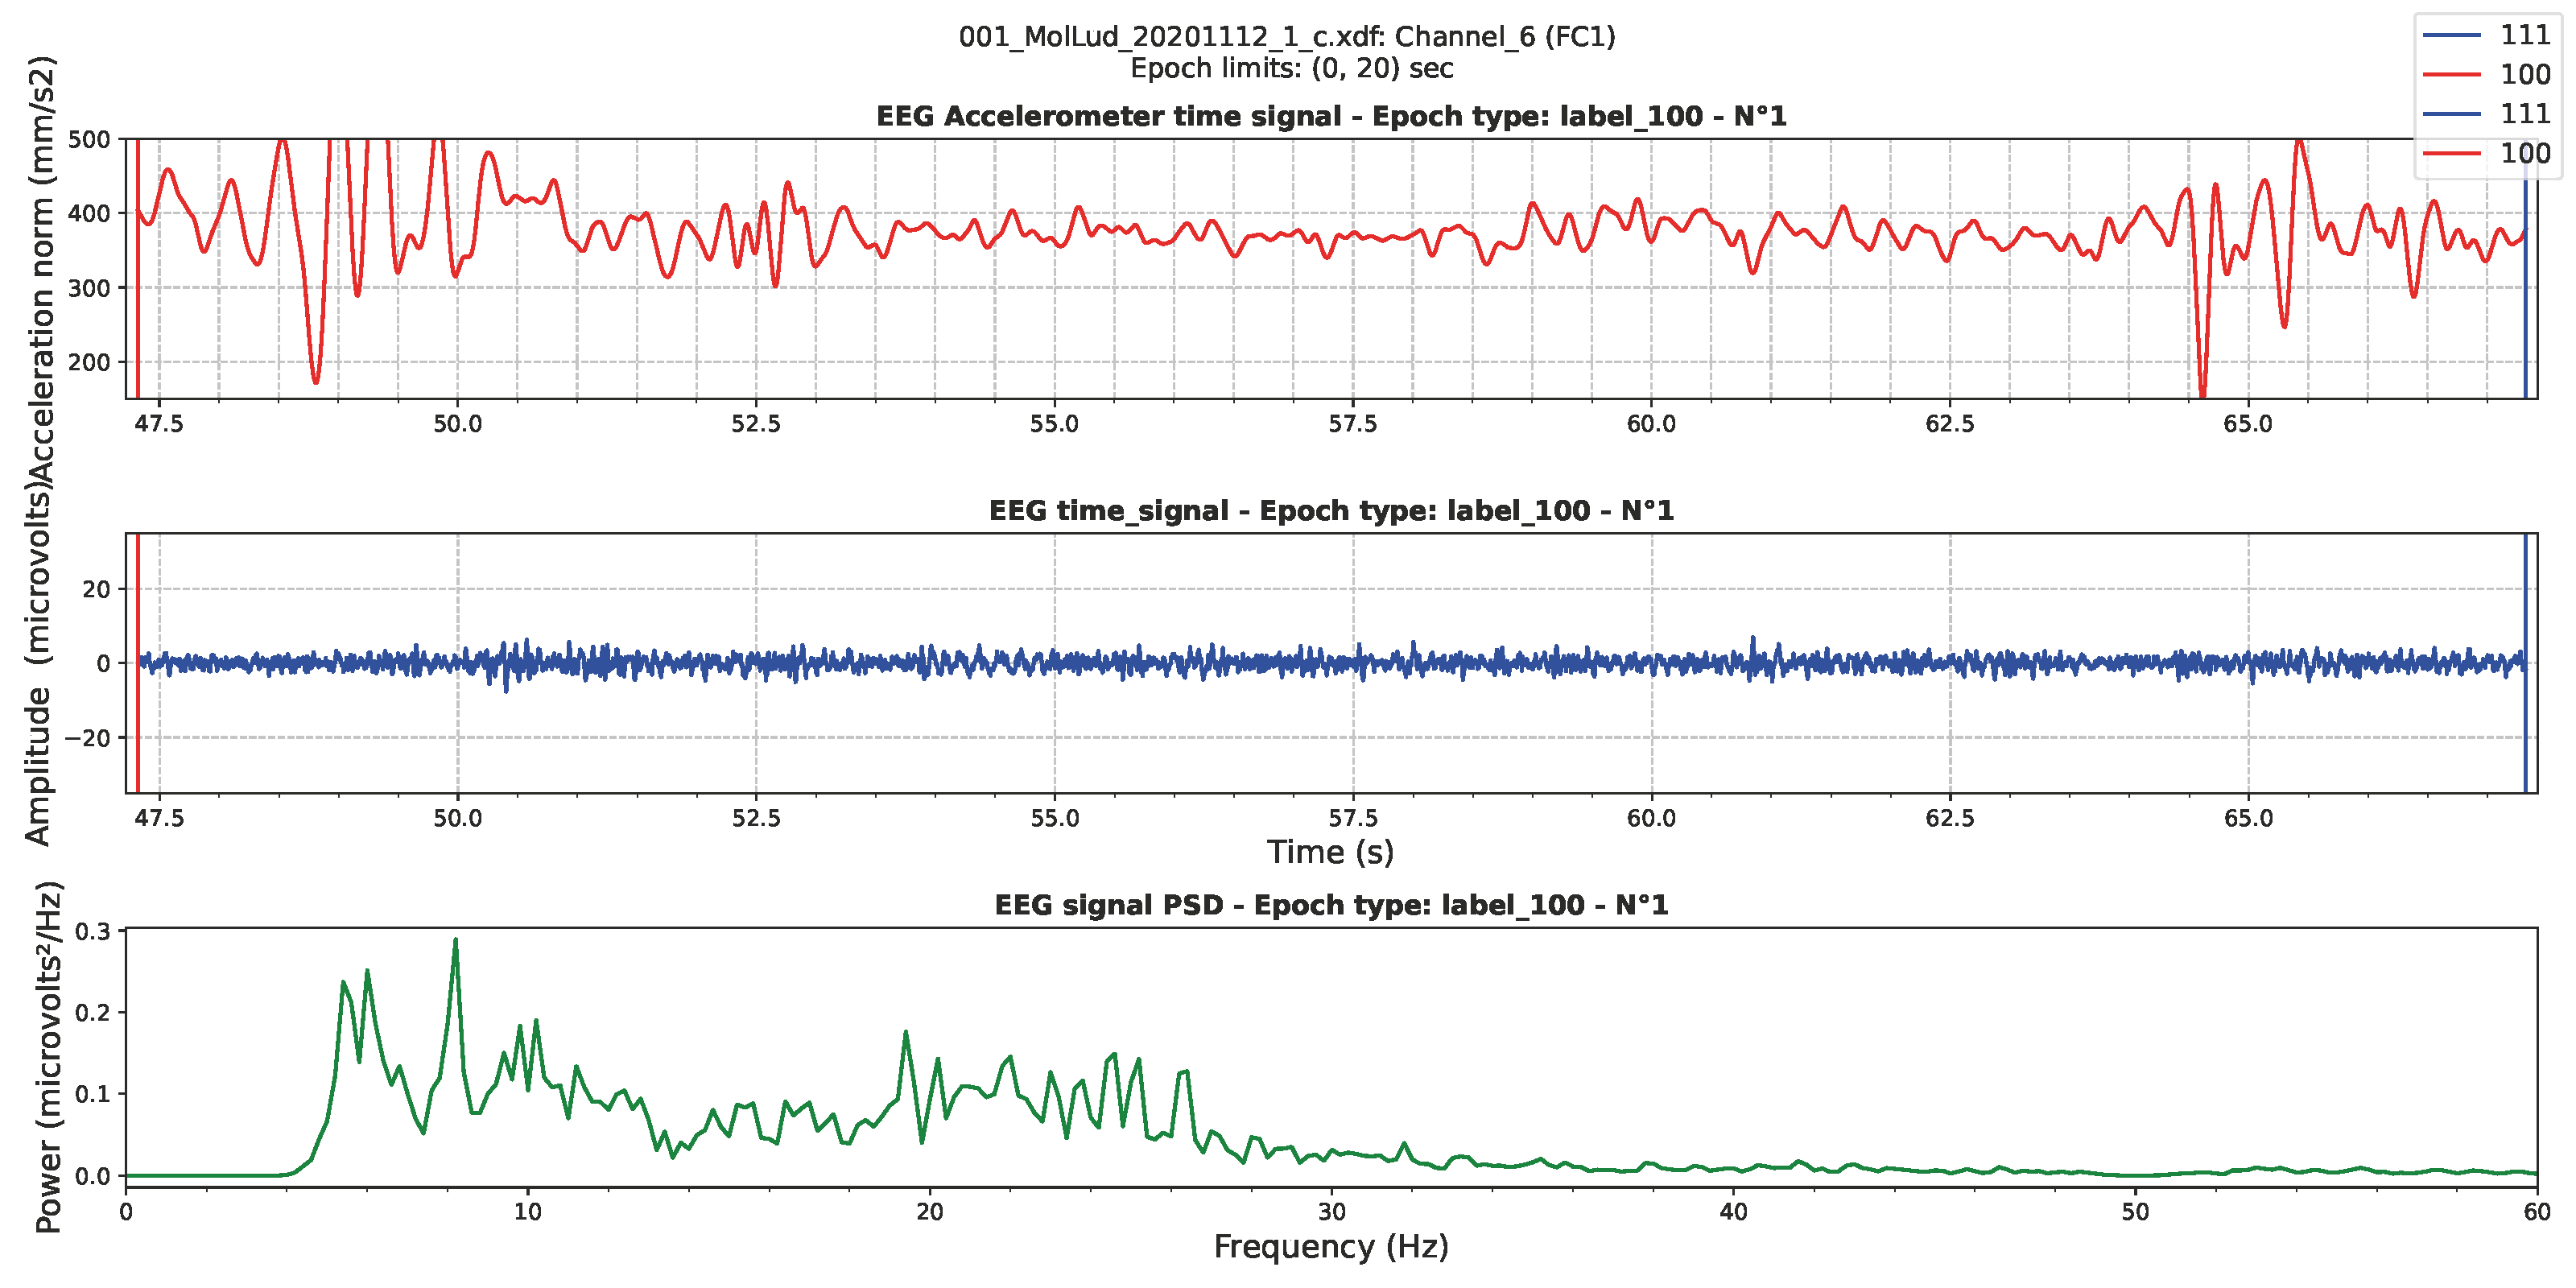 001_MolLud_20201112_1_c.xdf: Channel_6 (FC1)
Epoch limits: (0, 20) sec
111
100
111
100
EEG Accelerometer time signal - Epoch type: label_100 - N°1
Acceleration norm (mm/s2)
500
400
300
200
47.5 50.0 52.5 55.0 57.5 60.0 62.5 65.0
EEG time_signal - Epoch type: label_100 - N°1
Amplitude (microvolts)
20
0
−20
47.5 50.0 52.5 55.0 57.5 60.0 62.5 65.0
Time (s)
EEG signal PSD - Epoch type: label_100 - N°1
Power (microvolts²/Hz)
0.3
0.2
0.1
0.0
0 10 20 30 40 50 60
Frequency (Hz)